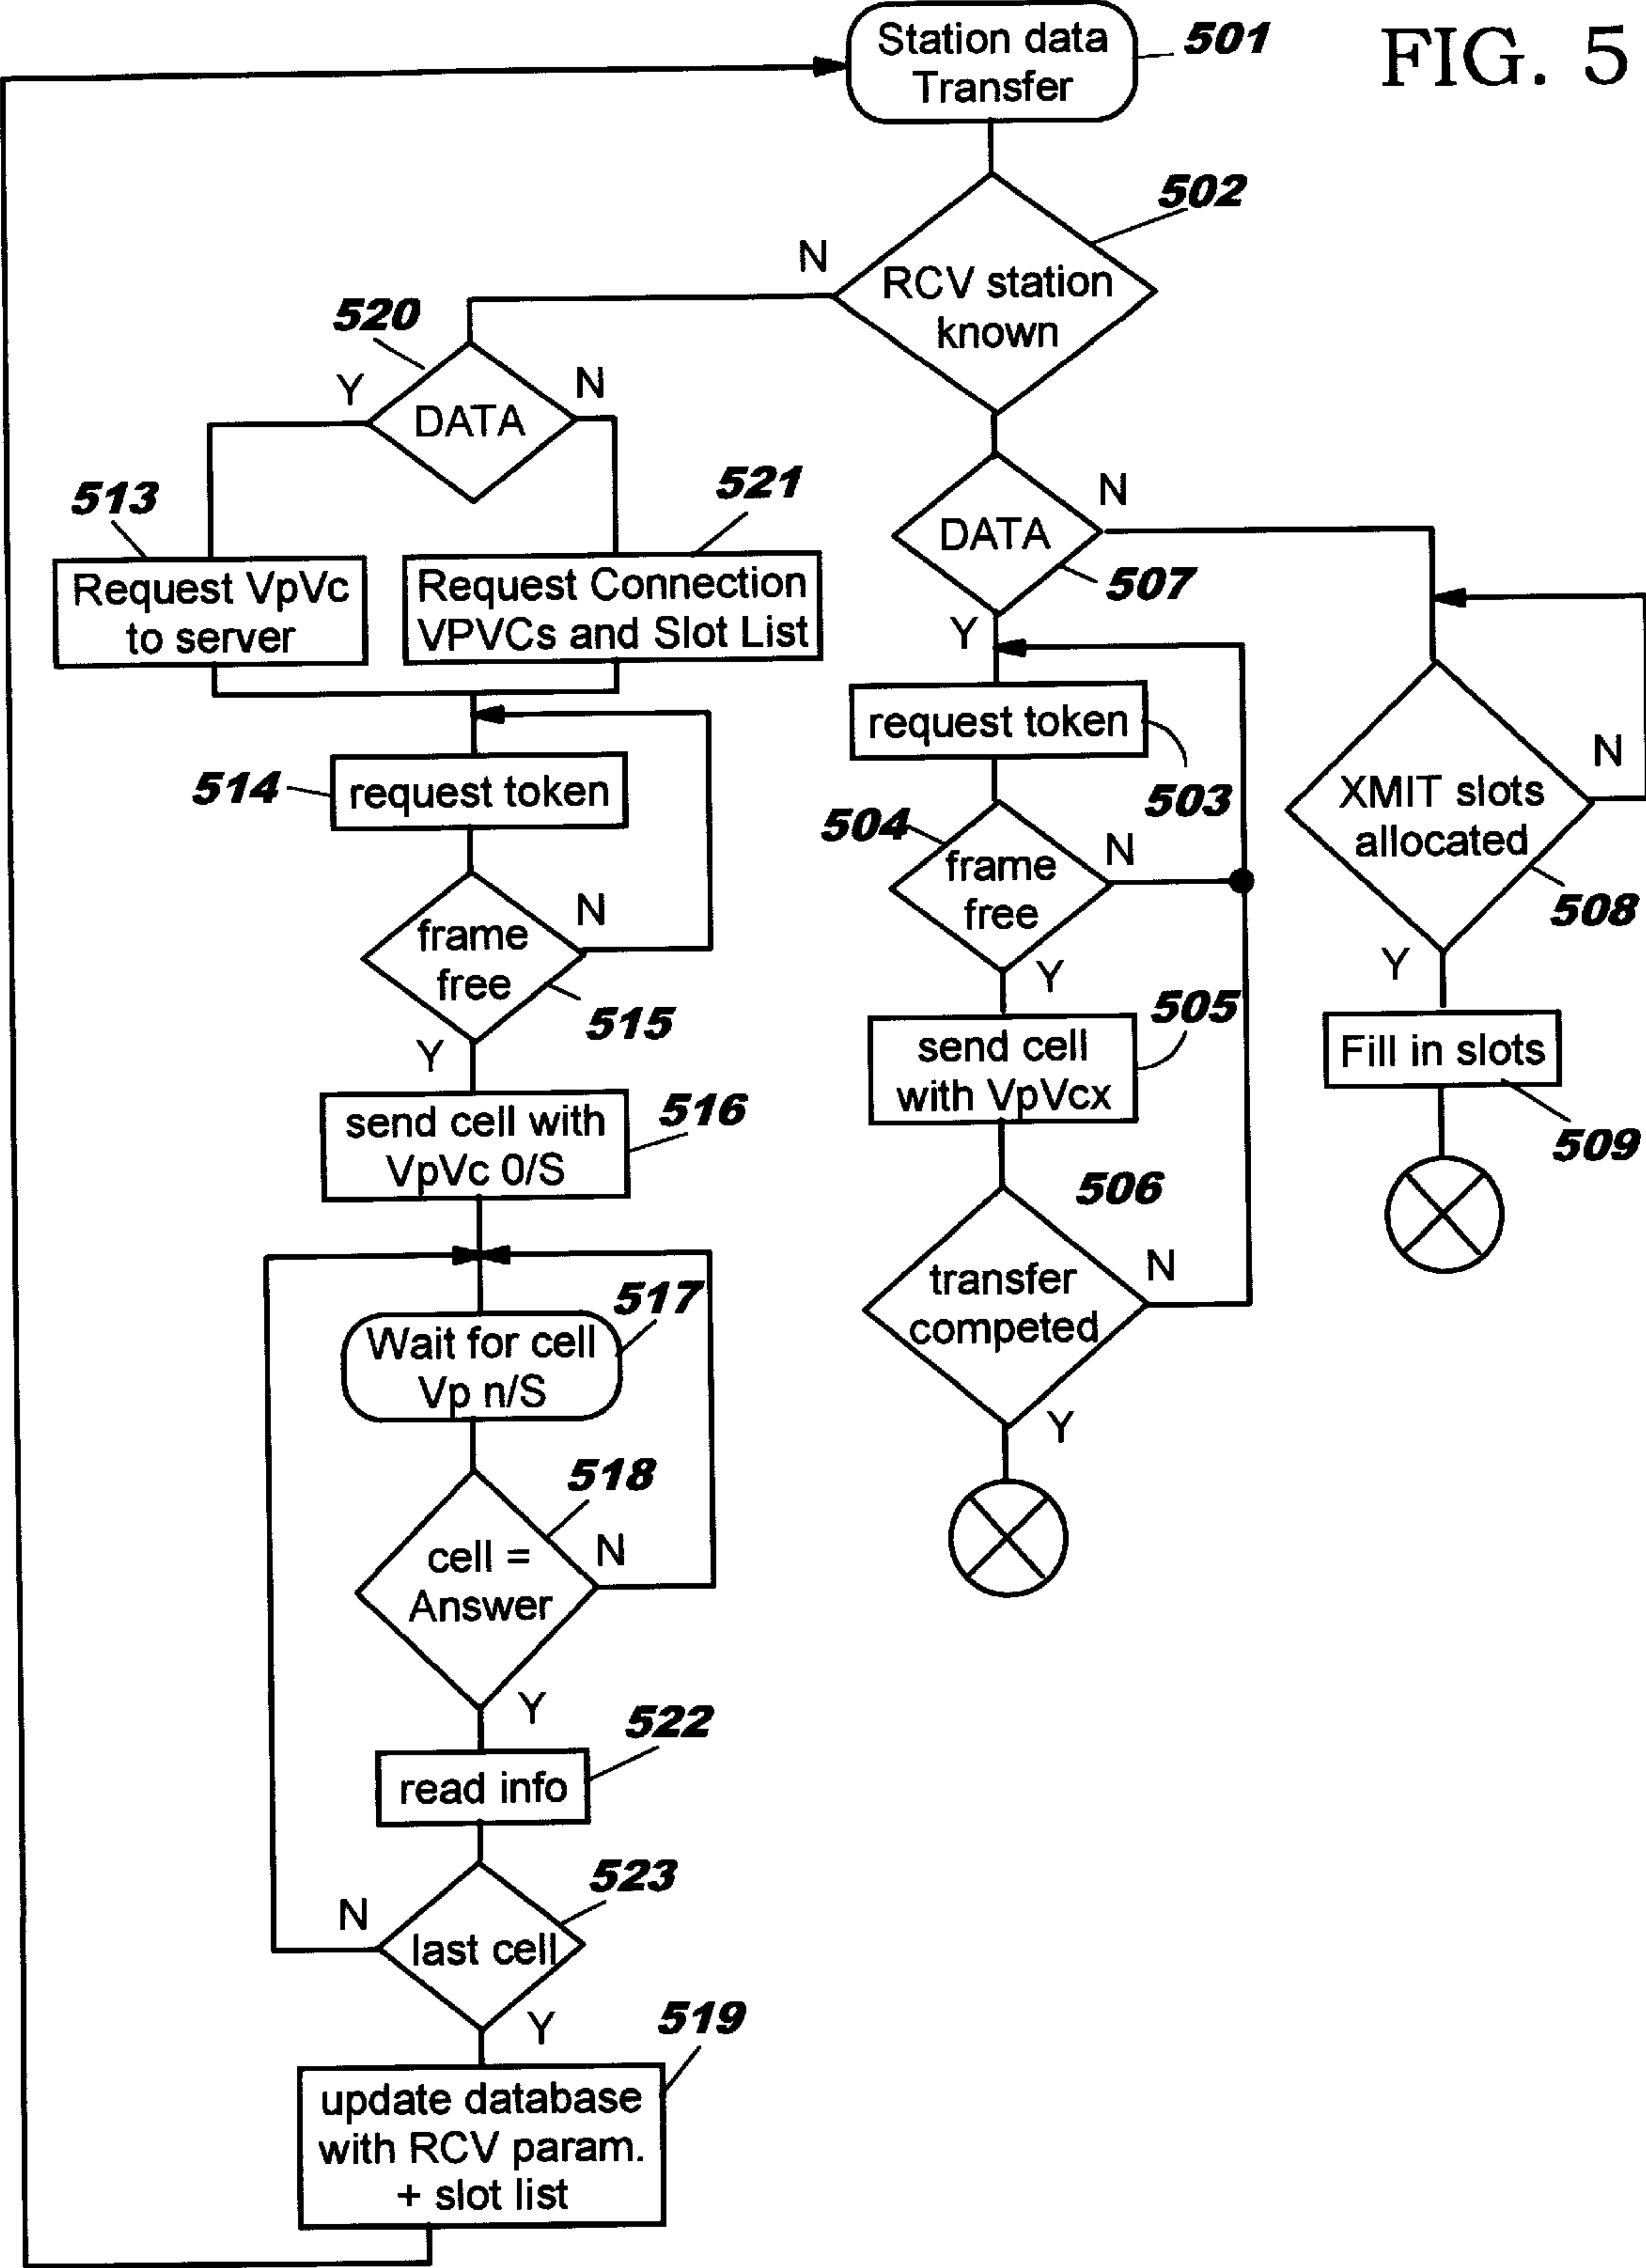 FIG. 5
Station data
Transfer
501
502
N
RCV station
known
520
Y
N
DATA
513
521
Request VpVc
to server
Request Connection
VPVCs and Slot List
DATA
N
507
Y
request token
503
514
request token
504
frame
free
N
Y
XMIT slots
allocated
N
508
Y
frame
free
N
515
Y
505
send cell
with VpVcx
Fill in slots
509
send cell with
VpVc 0/S
516
506
transfer
competed
N
Y
517
Wait for cell
Vp n/S
518
cell =
Answer
N
Y
522
read info
523
N
last cell
Y
519
update database
with RCV param.
+ slot list